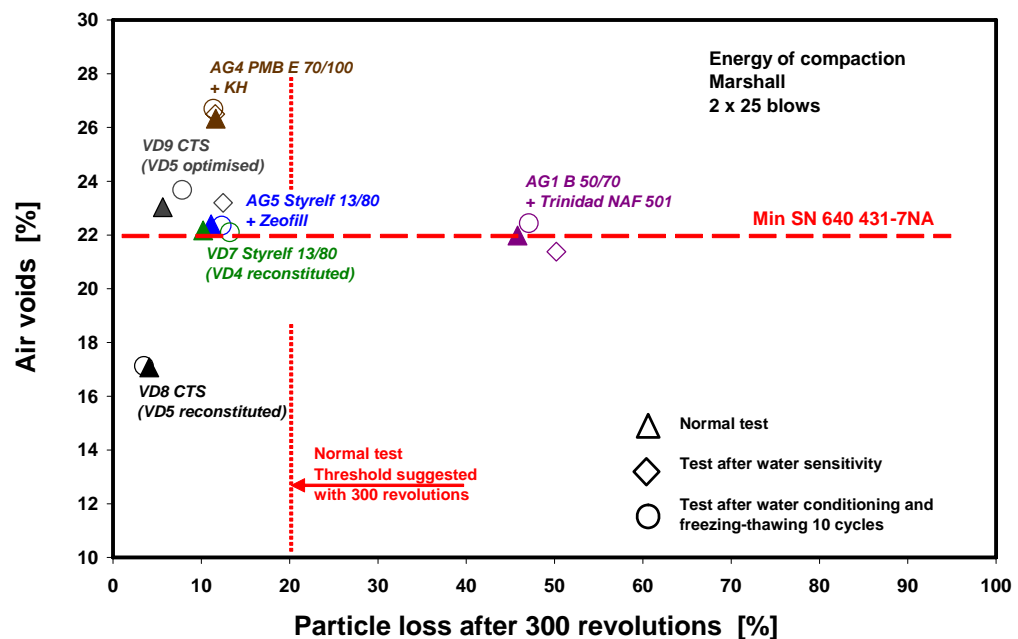 30
28
26
24
22
20
18
16
14
12
10
Air voids [%]
AG4 PMB E 70/100
+ KH
Energy of compaction
Marshall
2 x 25 blows
VD9 CTS
(VD5 optimised)
AG5 Styrelf 13/80
+ Zeofill
AG1 B 50/70
+ Trinidad NAF 501
Min SN 640 431-7NA
VD7 Styrelf 13/80
(VD4 reconstituted)
VD8 CTS
(VD5 reconstituted)
Normal test
Threshold suggested
with 300 revolutions
Normal test
Test after water sensitivity
Test after water conditioning and
freezing-thawing 10 cycles
0 10 20 30 40 50 60 70 80 90 100
Particle loss after 300 revolutions [%]